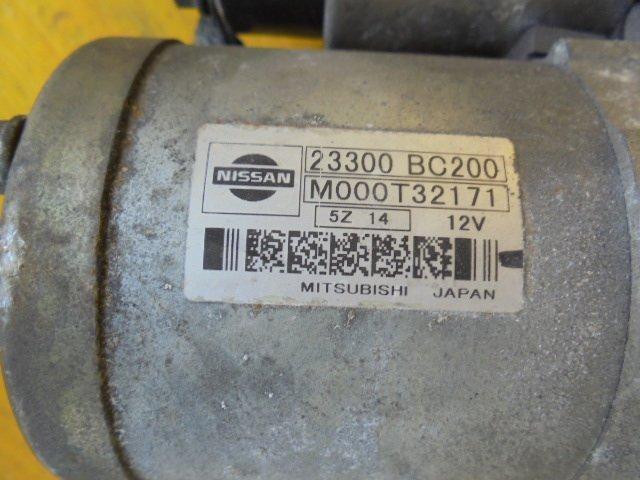 NISSAN
23300 BC200
M000T32171
5Z 14 12V
MITSUBISHI JAPAN